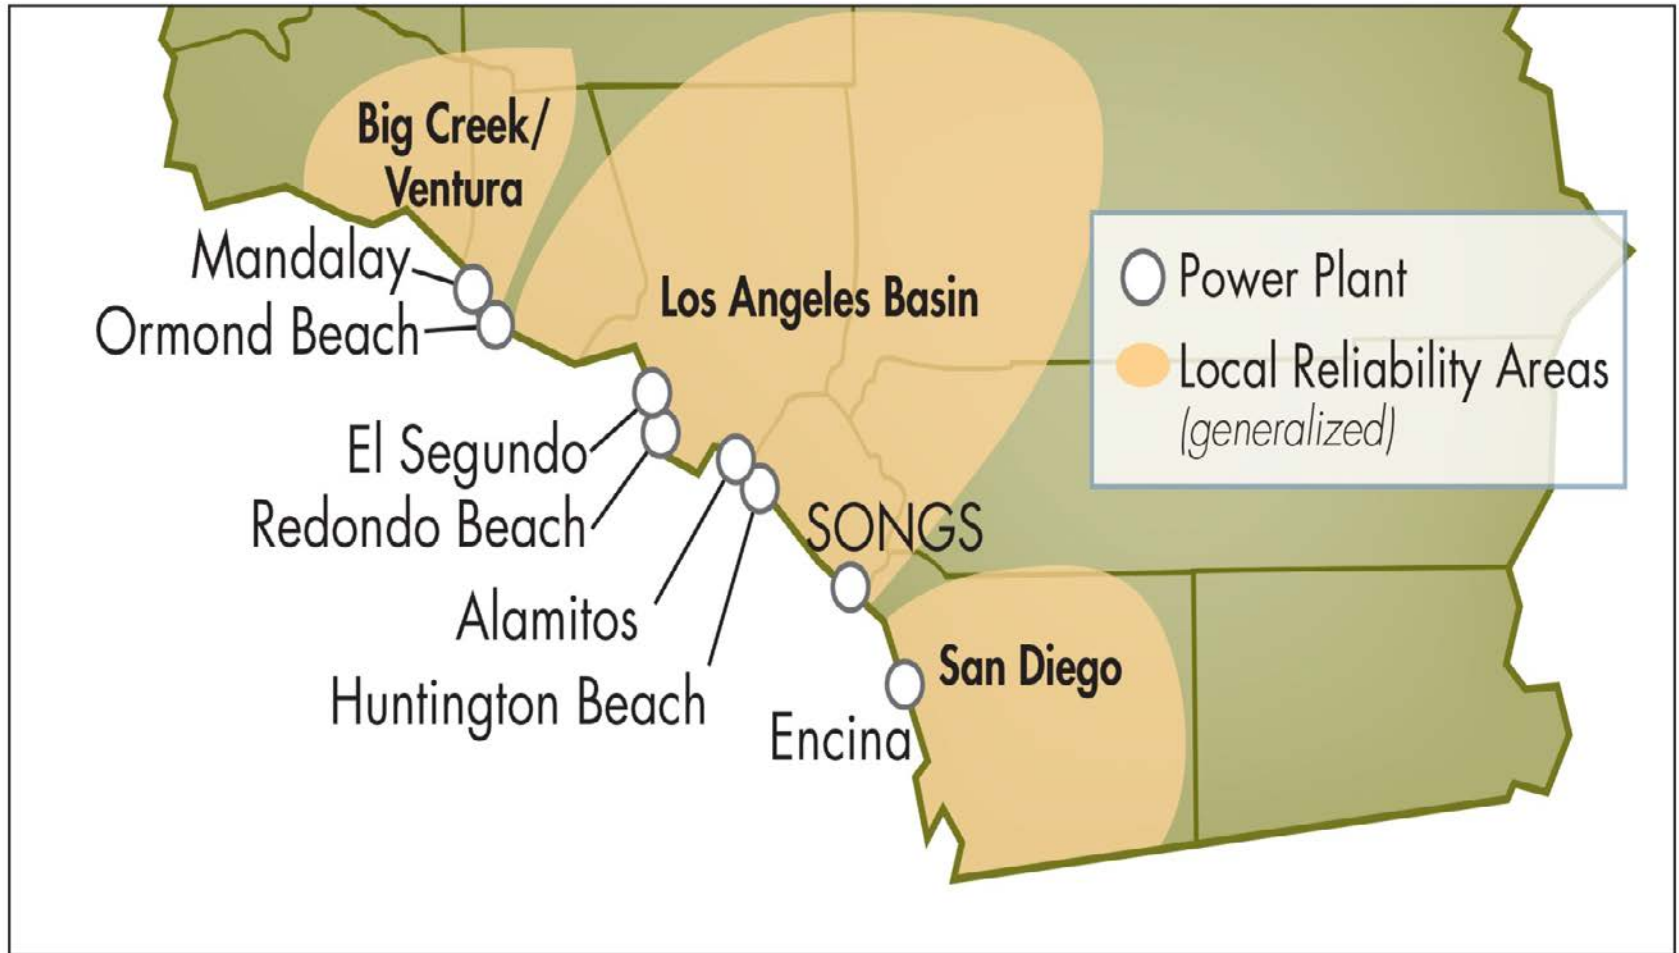 Big Creek/
Ventura
Mandalay
Ormond Beach
Los Angeles Basin
Power Plant
Local Reliability Areas
(generalized)
El Segundo
Redondo Beach
SONGS
Alamitos
Huntington Beach
San Diego
Encina